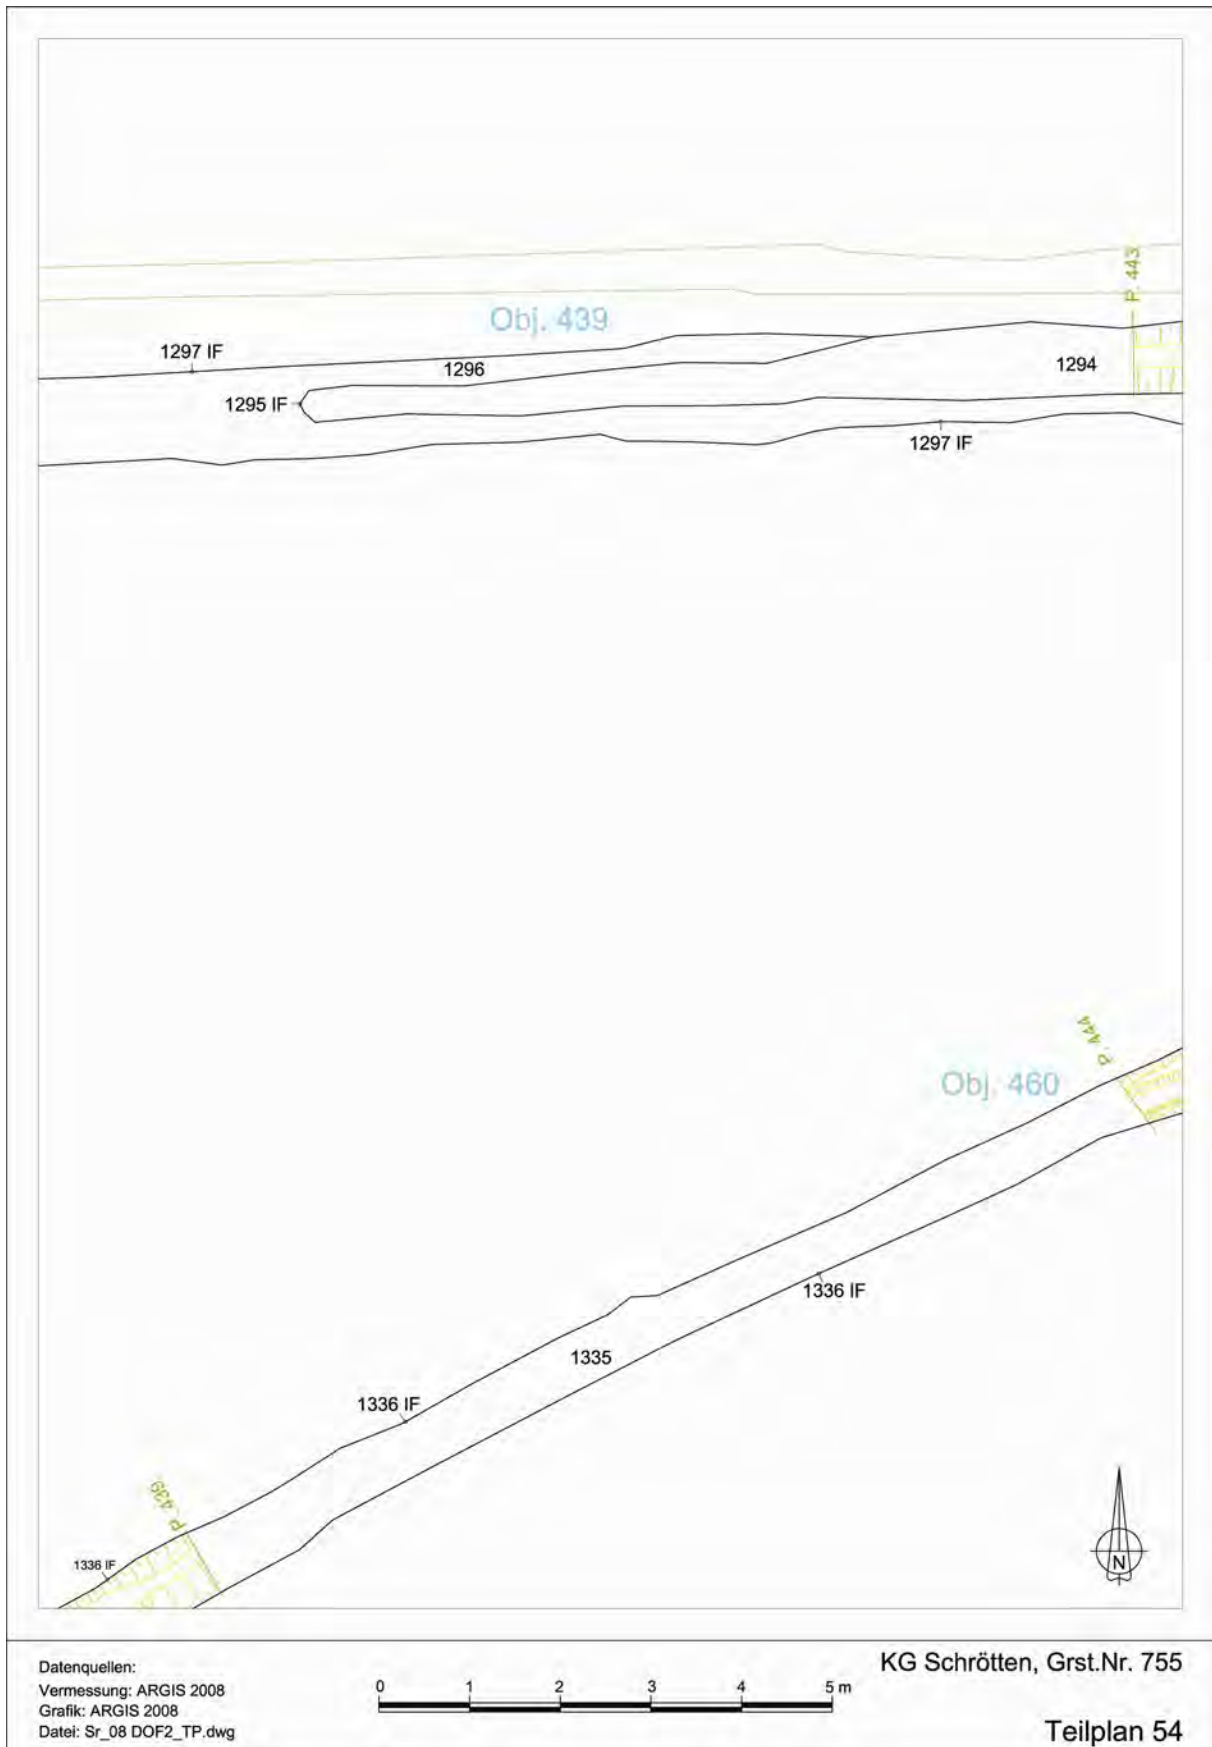 P. 443
Obj. 439
1297 IF
1296
1294
1295 IF
1297 IF
P. 444
Obj. 460
1336 IF
1335
1336 IF
P. 439
1336 IF
N
Datenquellen:
Vermessung: ARGIS 2008
Grafik: ARGIS 2008
Datei: Sr_08 DOF2_TP.dwg
0 1 2 3 4 5 m
KG Schrötten, Grst.Nr. 755
Teilplan 54